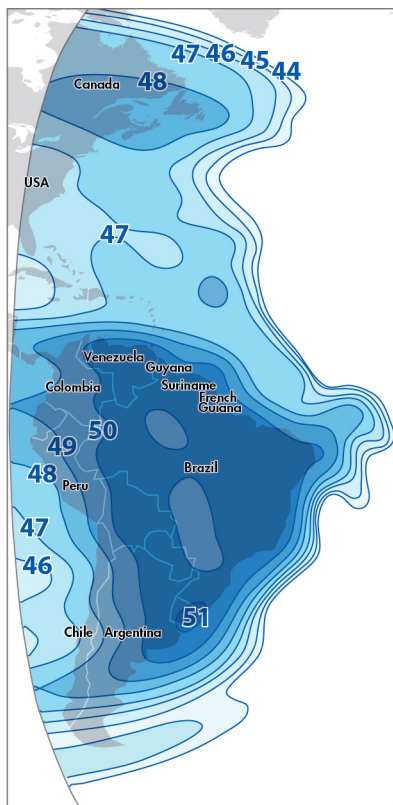 47
46
45
44
48
Canada
USA
47
Venezuela
Guyana
Colombia
Suriname
French
Guiana
50
49
48
Peru
Brazil
47
46
51
Chile
Argentina